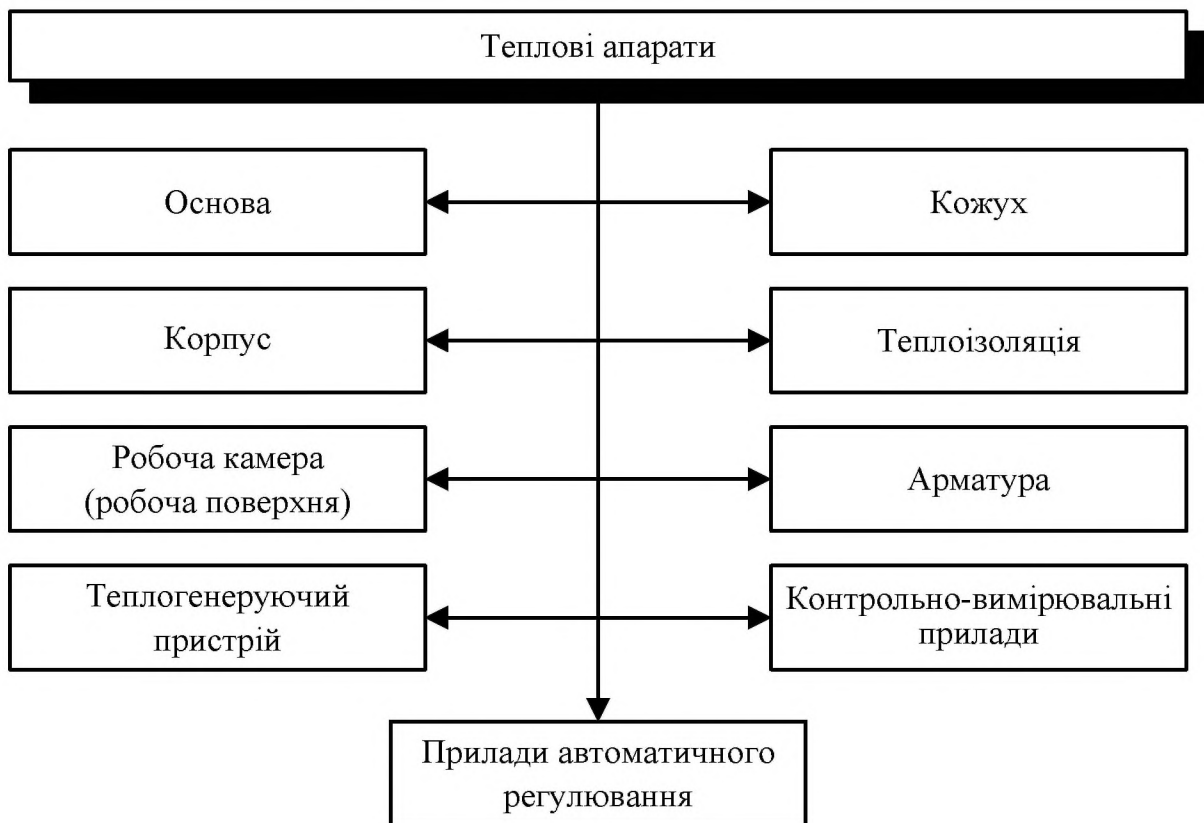 Теплові апарати
Основа
Кожух
Корпус
Теплоізоляція
Робоча камера
(робоча поверхня)
Арматура
Теплогенеруючий
пристрій
Контрольно-вимірювальні
прилади
Прилади автоматичного
регулювання